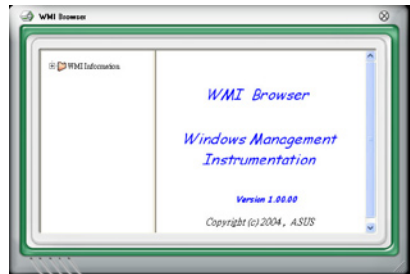 WMI Browser
WMI Information
WMI Browser
Windows Management
Instrumentation
Version 1.00.00
Copyright (c) 2004, ASUS